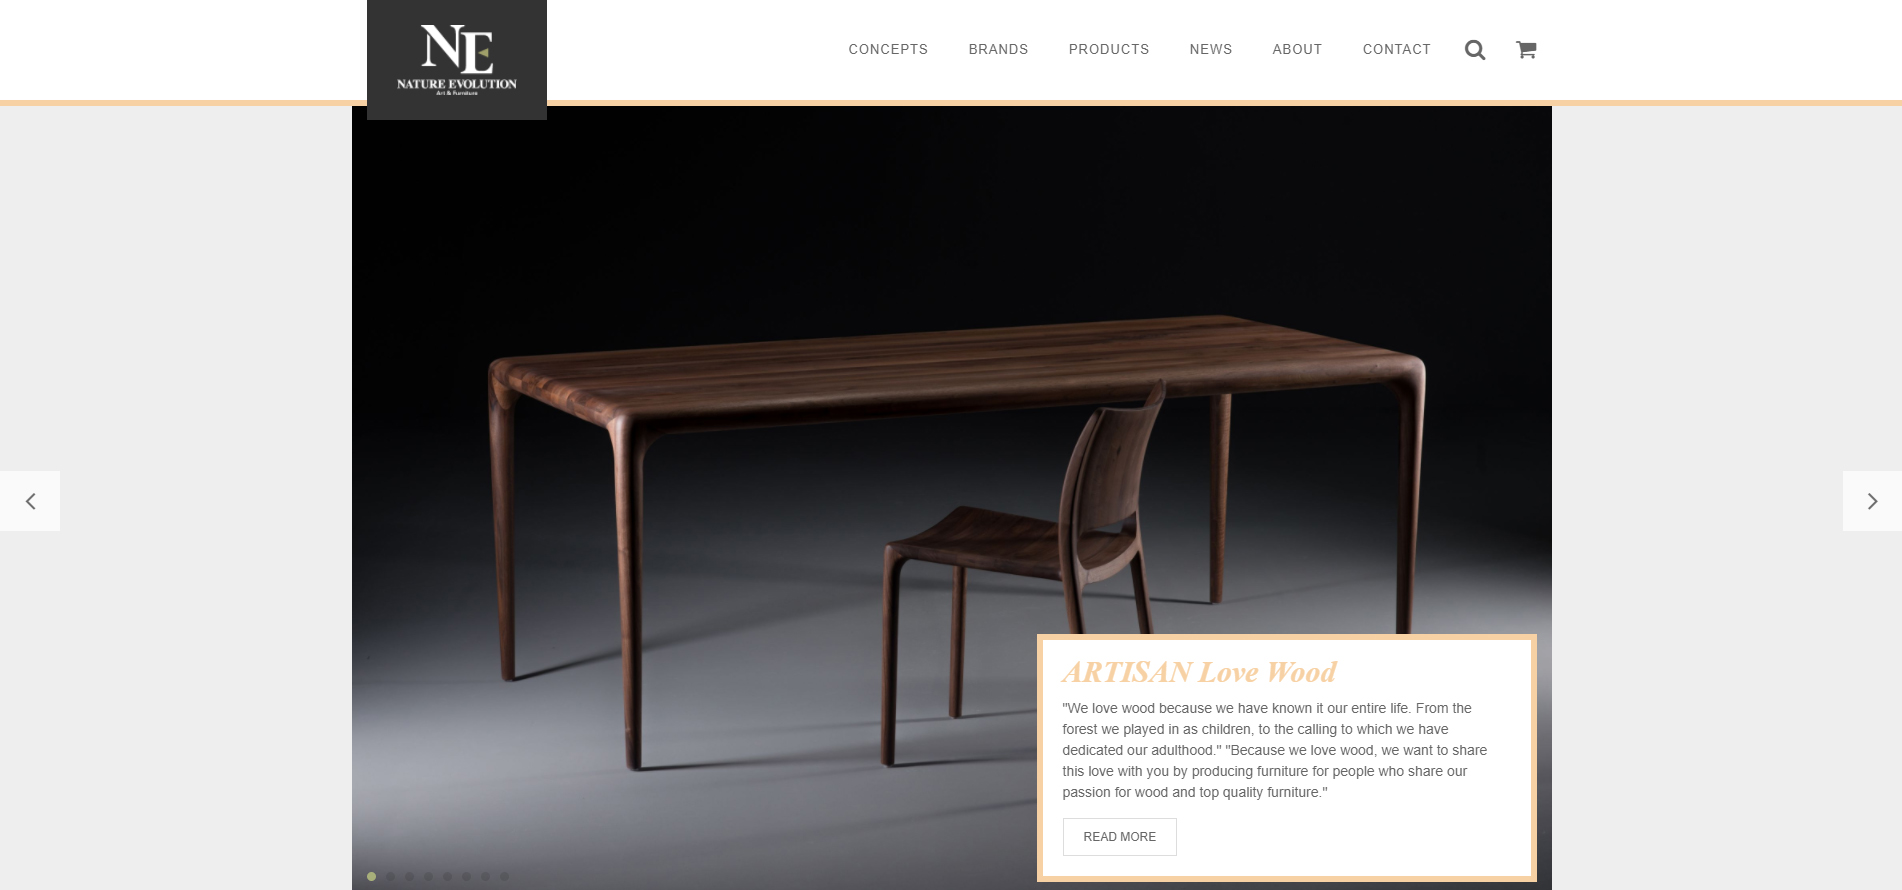 NE
NATURE EVOLUTION
Art & Furniture
CONCEPTS BRANDS PRODUCTS NEWS ABOUT CONTACT
ARTISAN Love Wood
"We love wood because we have known it our entire life. From the
forest we played in as children, to the calling to which we have
dedicated our adulthood." "Because we love wood, we want to share
this love with you by producing furniture for people who share our
passion for wood and top quality furniture."
READ MORE